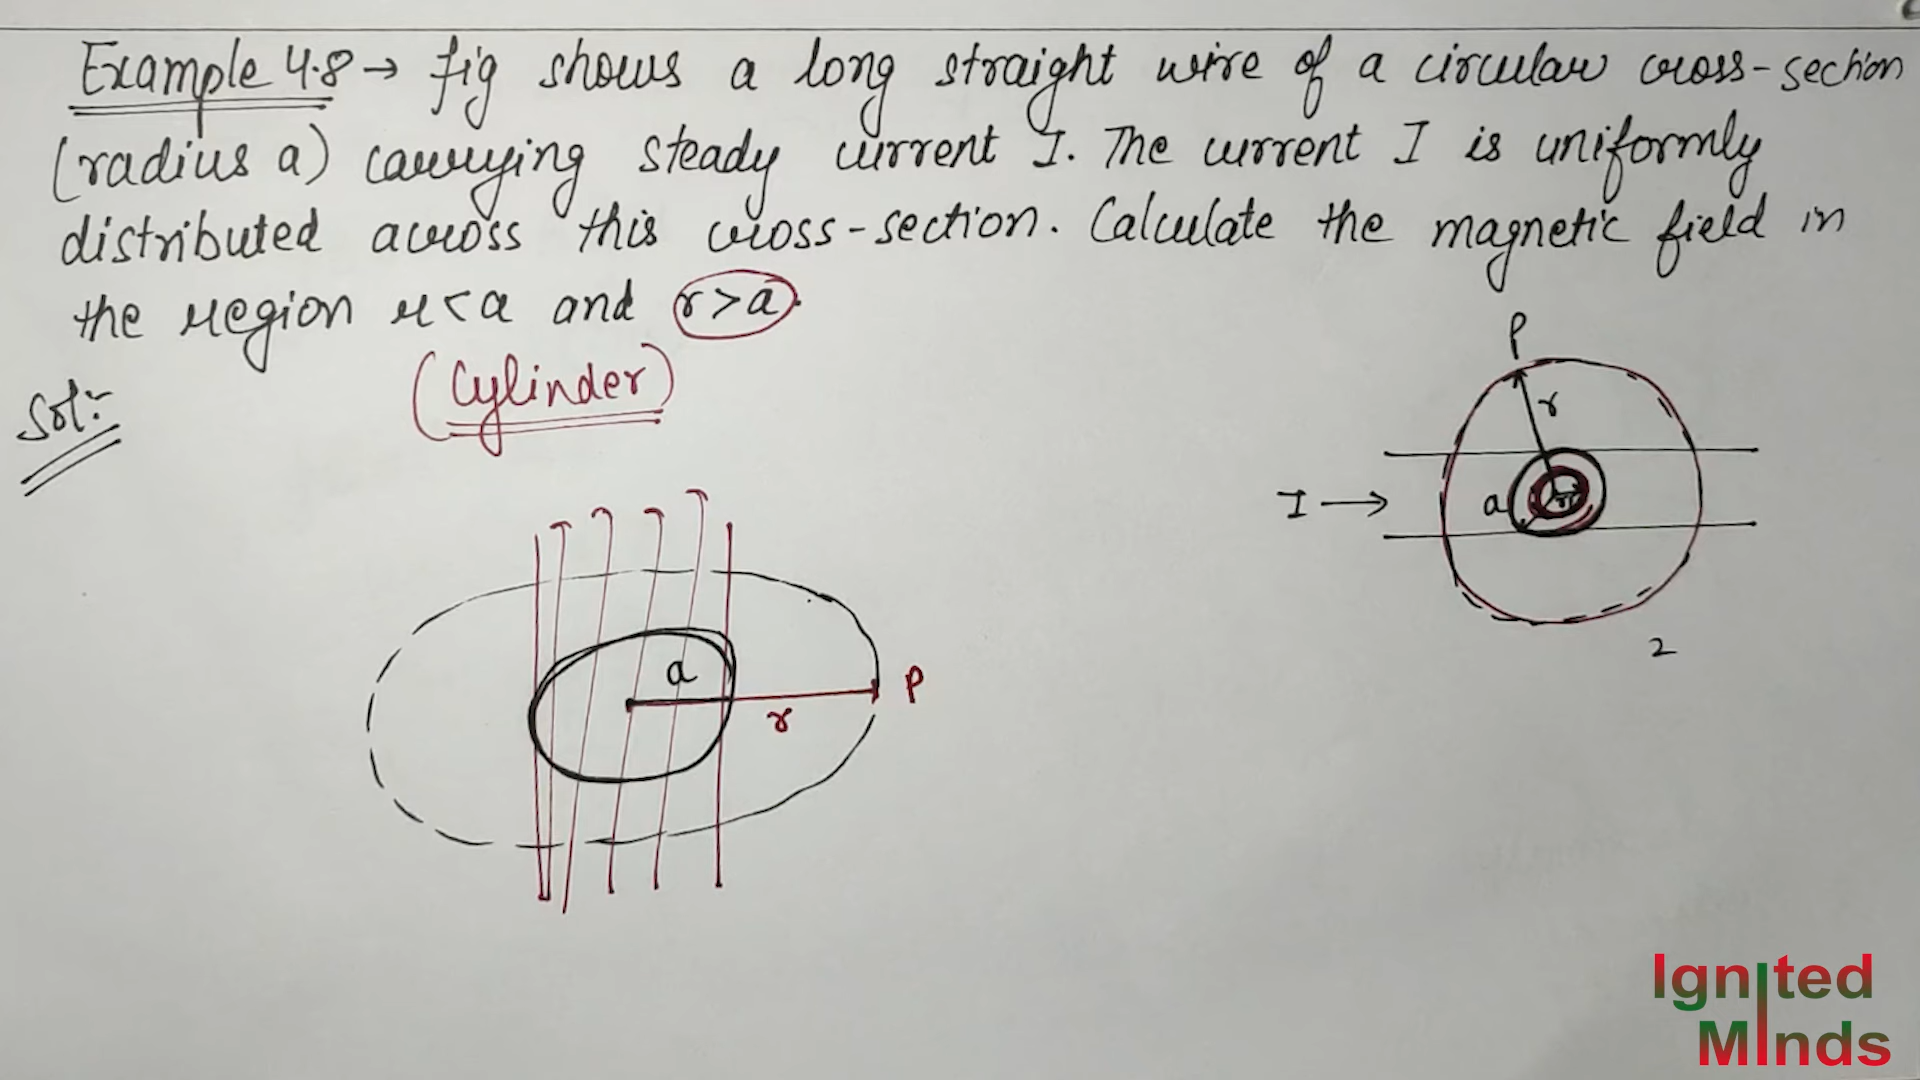 Example 4.8 → fig shows a long straight wire of a circular cross-section
(radius a) carrying steady current I. The current I is uniformly
distributed across this cross-section. Calculate the magnetic field in
the region r < a and r > a.
Sol:-
(Cylinder)
P
r
I →
a
r
2
a
r
P
Ignited
Minds